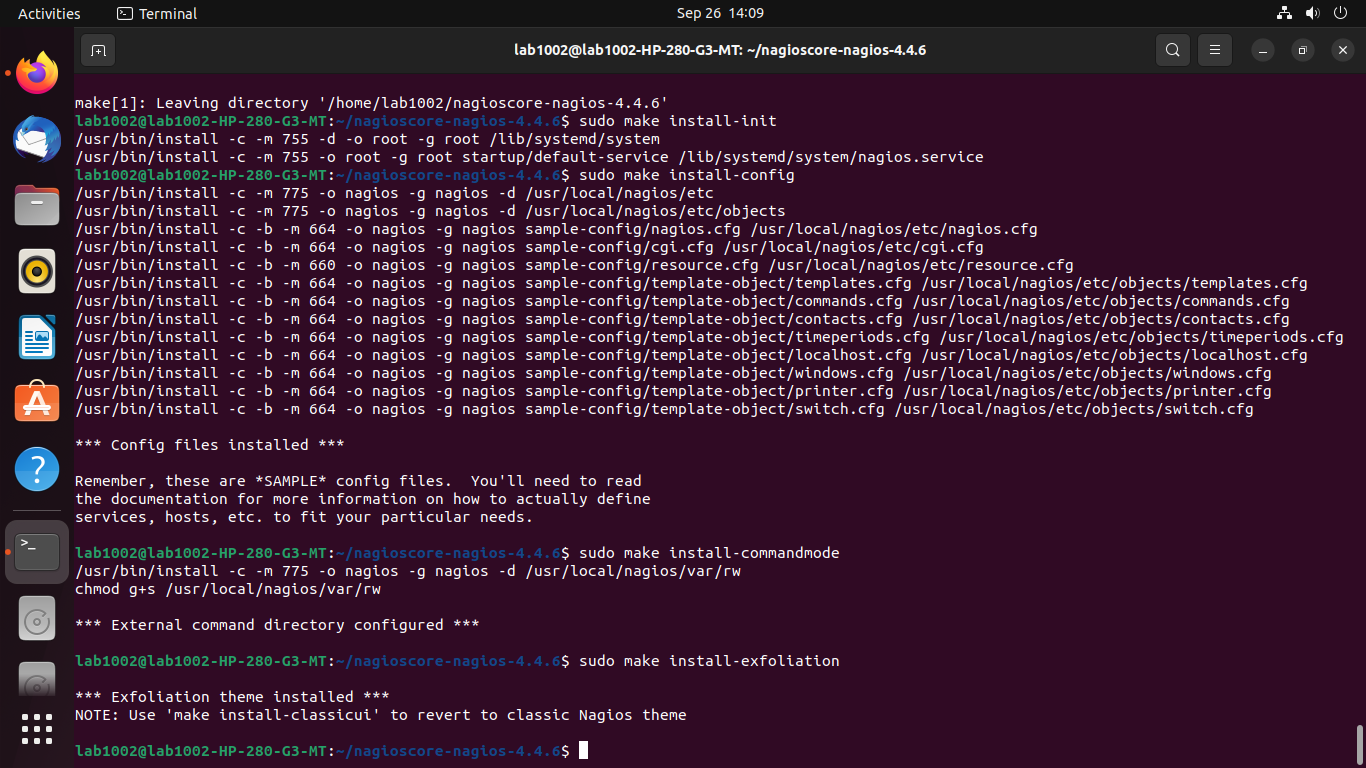 Activities
Terminal
Sep 26 14:09
lab1002@lab1002-HP-280-G3-MT: ~/nagioscore-nagios-4.4.6
make[1]: Leaving directory '/home/lab1002/nagioscore-nagios-4.4.6'
lab1002@lab1002-HP-280-G3-MT:~/nagioscore-nagios-4.4.6$ sudo make install-init
/usr/bin/install -c -m 755 -d -o root -g root /lib/systemd/system
/usr/bin/install -c -m 755 -o root -g root startup/default-service /lib/systemd/system/nagios.service
lab1002@lab1002-HP-280-G3-MT:~/nagioscore-nagios-4.4.6$ sudo make install-config
/usr/bin/install -c -m 775 -o nagios -g nagios -d /usr/local/nagios/etc
/usr/bin/install -c -m 775 -o nagios -g nagios -d /usr/local/nagios/etc/objects
/usr/bin/install -c -b -m 664 -o nagios -g nagios sample-config/nagios.cfg /usr/local/nagios/etc/nagios.cfg
/usr/bin/install -c -b -m 664 -o nagios -g nagios sample-config/cgi.cfg /usr/local/nagios/etc/cgi.cfg
/usr/bin/install -c -b -m 660 -o nagios -g nagios sample-config/resource.cfg /usr/local/nagios/etc/resource.cfg
/usr/bin/install -c -b -m 664 -o nagios -g nagios sample-config/template-object/templates.cfg /usr/local/nagios/etc/objects/templates.cfg
/usr/bin/install -c -b -m 664 -o nagios -g nagios sample-config/template-object/commands.cfg /usr/local/nagios/etc/objects/commands.cfg
/usr/bin/install -c -b -m 664 -o nagios -g nagios sample-config/template-object/contacts.cfg /usr/local/nagios/etc/objects/contacts.cfg
/usr/bin/install -c -b -m 664 -o nagios -g nagios sample-config/template-object/timeperiods.cfg /usr/local/nagios/etc/objects/timeperiods.cfg
/usr/bin/install -c -b -m 664 -o nagios -g nagios sample-config/template-object/localhost.cfg /usr/local/nagios/etc/objects/localhost.cfg
/usr/bin/install -c -b -m 664 -o nagios -g nagios sample-config/template-object/windows.cfg /usr/local/nagios/etc/objects/windows.cfg
/usr/bin/install -c -b -m 664 -o nagios -g nagios sample-config/template-object/printer.cfg /usr/local/nagios/etc/objects/printer.cfg
/usr/bin/install -c -b -m 664 -o nagios -g nagios sample-config/template-object/switch.cfg /usr/local/nagios/etc/objects/switch.cfg
*** Config files installed ***
Remember, these are *SAMPLE* config files.  You'll need to read
the documentation for more information on how to actually define
services, hosts, etc. to fit your particular needs.
lab1002@lab1002-HP-280-G3-MT:~/nagioscore-nagios-4.4.6$ sudo make install-commandmode
/usr/bin/install -c -m 775 -o nagios -g nagios -d /usr/local/nagios/var/rw
chmod g+s /usr/local/nagios/var/rw
*** External command directory configured ***
lab1002@lab1002-HP-280-G3-MT:~/nagioscore-nagios-4.4.6$ sudo make install-exfoliation
*** Exfoliation theme installed ***
NOTE: Use 'make install-classicui' to revert to classic Nagios theme
lab1002@lab1002-HP-280-G3-MT:~/nagioscore-nagios-4.4.6$